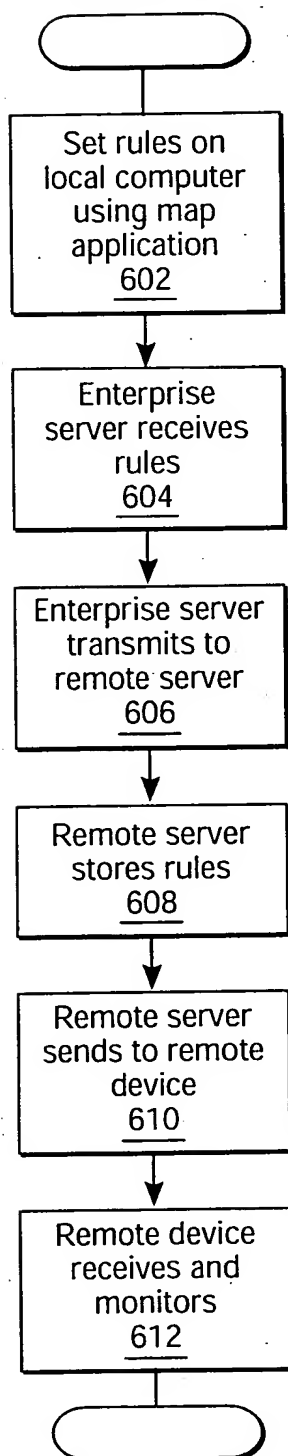 Set rules on
local computer
using map
application
602
Enterprise
server receives
rules
604
Enterprise server
transmits to
remote server
606
Remote server
stores rules
608
Remote server
sends to remote
device
610
Remote device
receives and
monitors
612